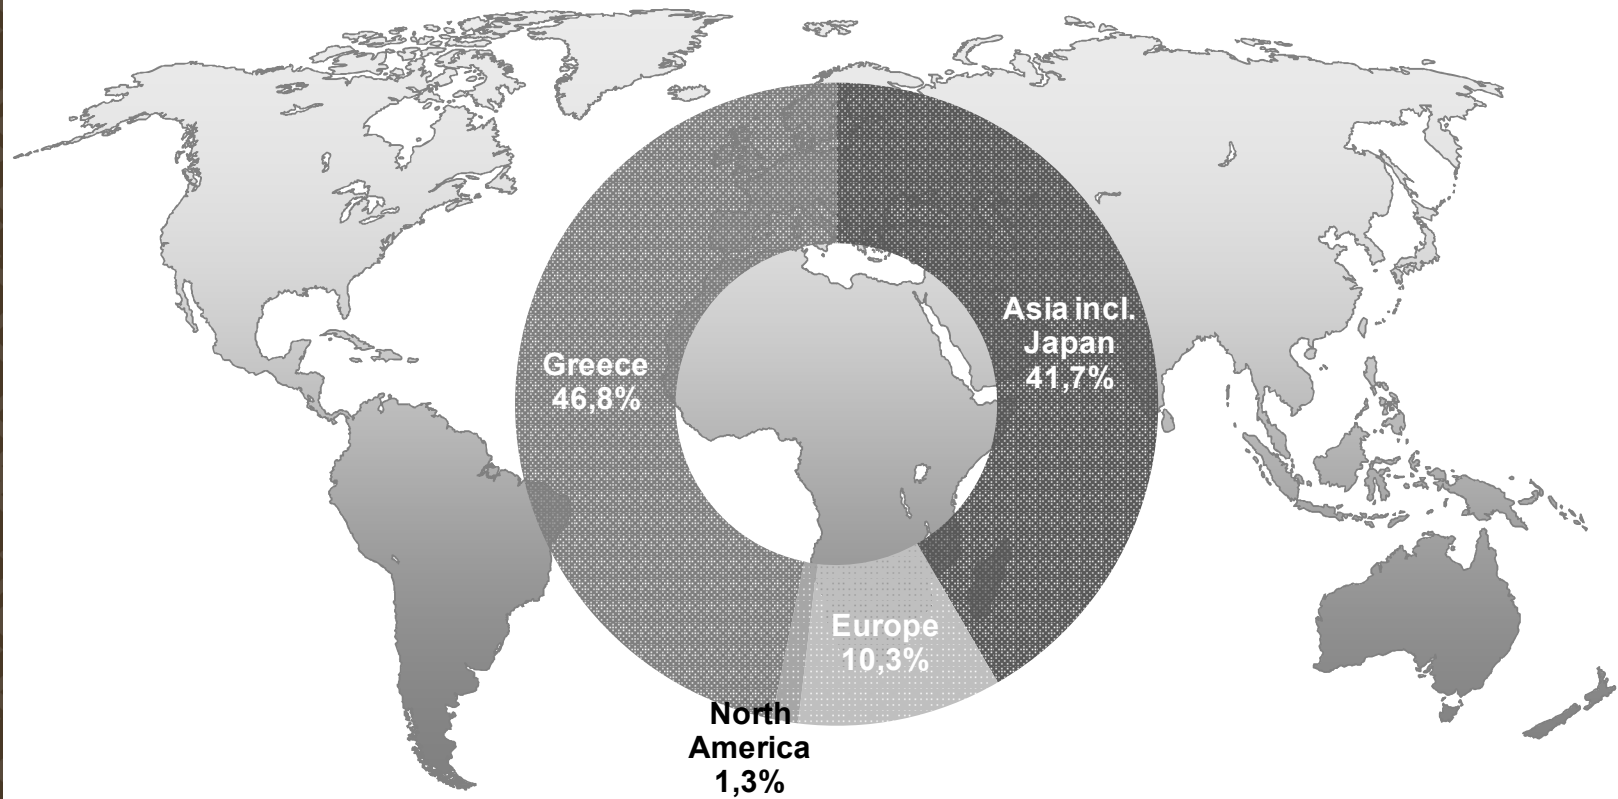 Asia incl.
Japan
41,7%
Greece
46,8%
Europe
10,3%
North
America
1,3%